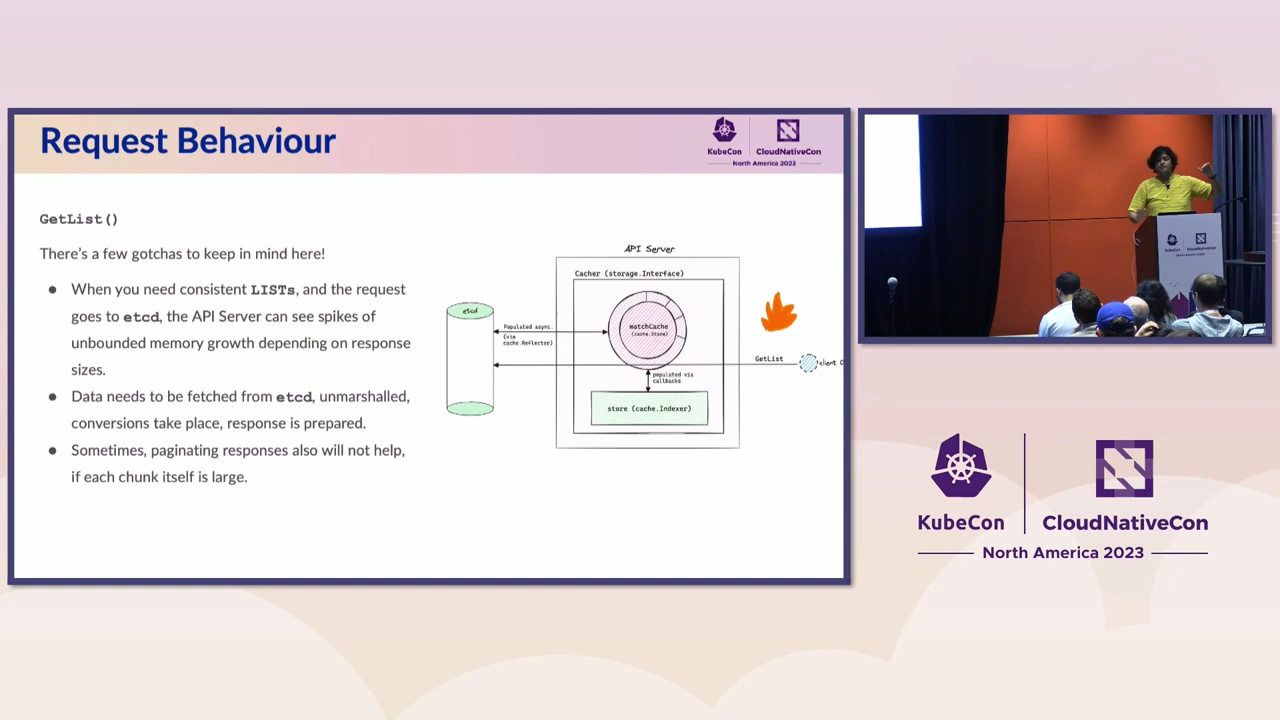 Request Behaviour
KubeCon
CloudNativeCon
North America 2023
GetList()
There's a few gotchas to keep in mind here!
● When you need consistent LISTs, and the request
goes to etcd, the API Server can see spikes of
unbounded memory growth depending on response
sizes.
● Data needs to be fetched from etcd, unmarshalled,
conversions take place, response is prepared.
● Sometimes, paginating responses also will not help,
if each chunk itself is large.
API Server
Cacher (storage.Interface)
etcd
Populated async.
(via
cache.Reflector)
watchCache
(cache.Store)
GetList
client
populated via
callbacks
store (cache.Indexer)
KubeCon
CloudNativeCon
KubeCon
CloudNativeCon
North America 2023